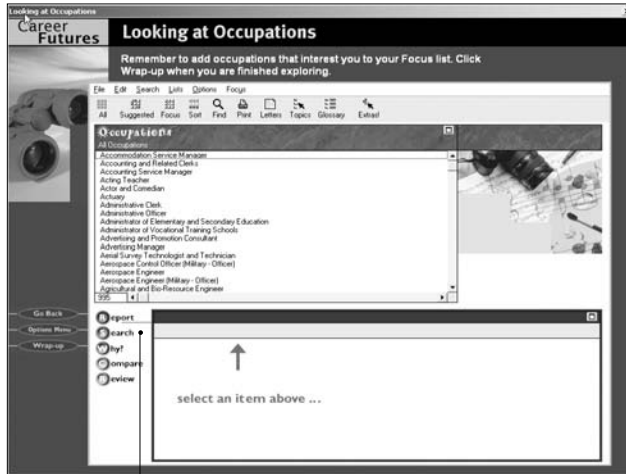 Looking at Occupations
Career
Futures
Looking at Occupations
Remember to add occupations that interest you to your Focus list. Click
Wrap-up when you are finished exploring.
File Edit Search Lists Options Focus
All Suggested Focus Sort Find Print Letters Topics Glossary Extras!
Occupations
All Occupations
Accommodation Service Manager
Accounting and Related Clerks
Accounting Service Manager
Acting Teacher
Actor and Comedian
Actuary
Administrative Clerk
Administrative Officer
Administrator of Elementary and Secondary Education
Administrator of Vocational Training Schools
Advertising and Promotion Consultant
Advertising Manager
Aerial Survey Technologist and Technician
Aerospace Control Officer (Military - Officer)
Aerospace Engineer
Aerospace Engineer (Military - Officer)
Agricultural and Bio-Resource Engineer
995
Go Back
Options Menu
Wrap-up
Report
Search
Why?
Compare
Review
select an item above ...